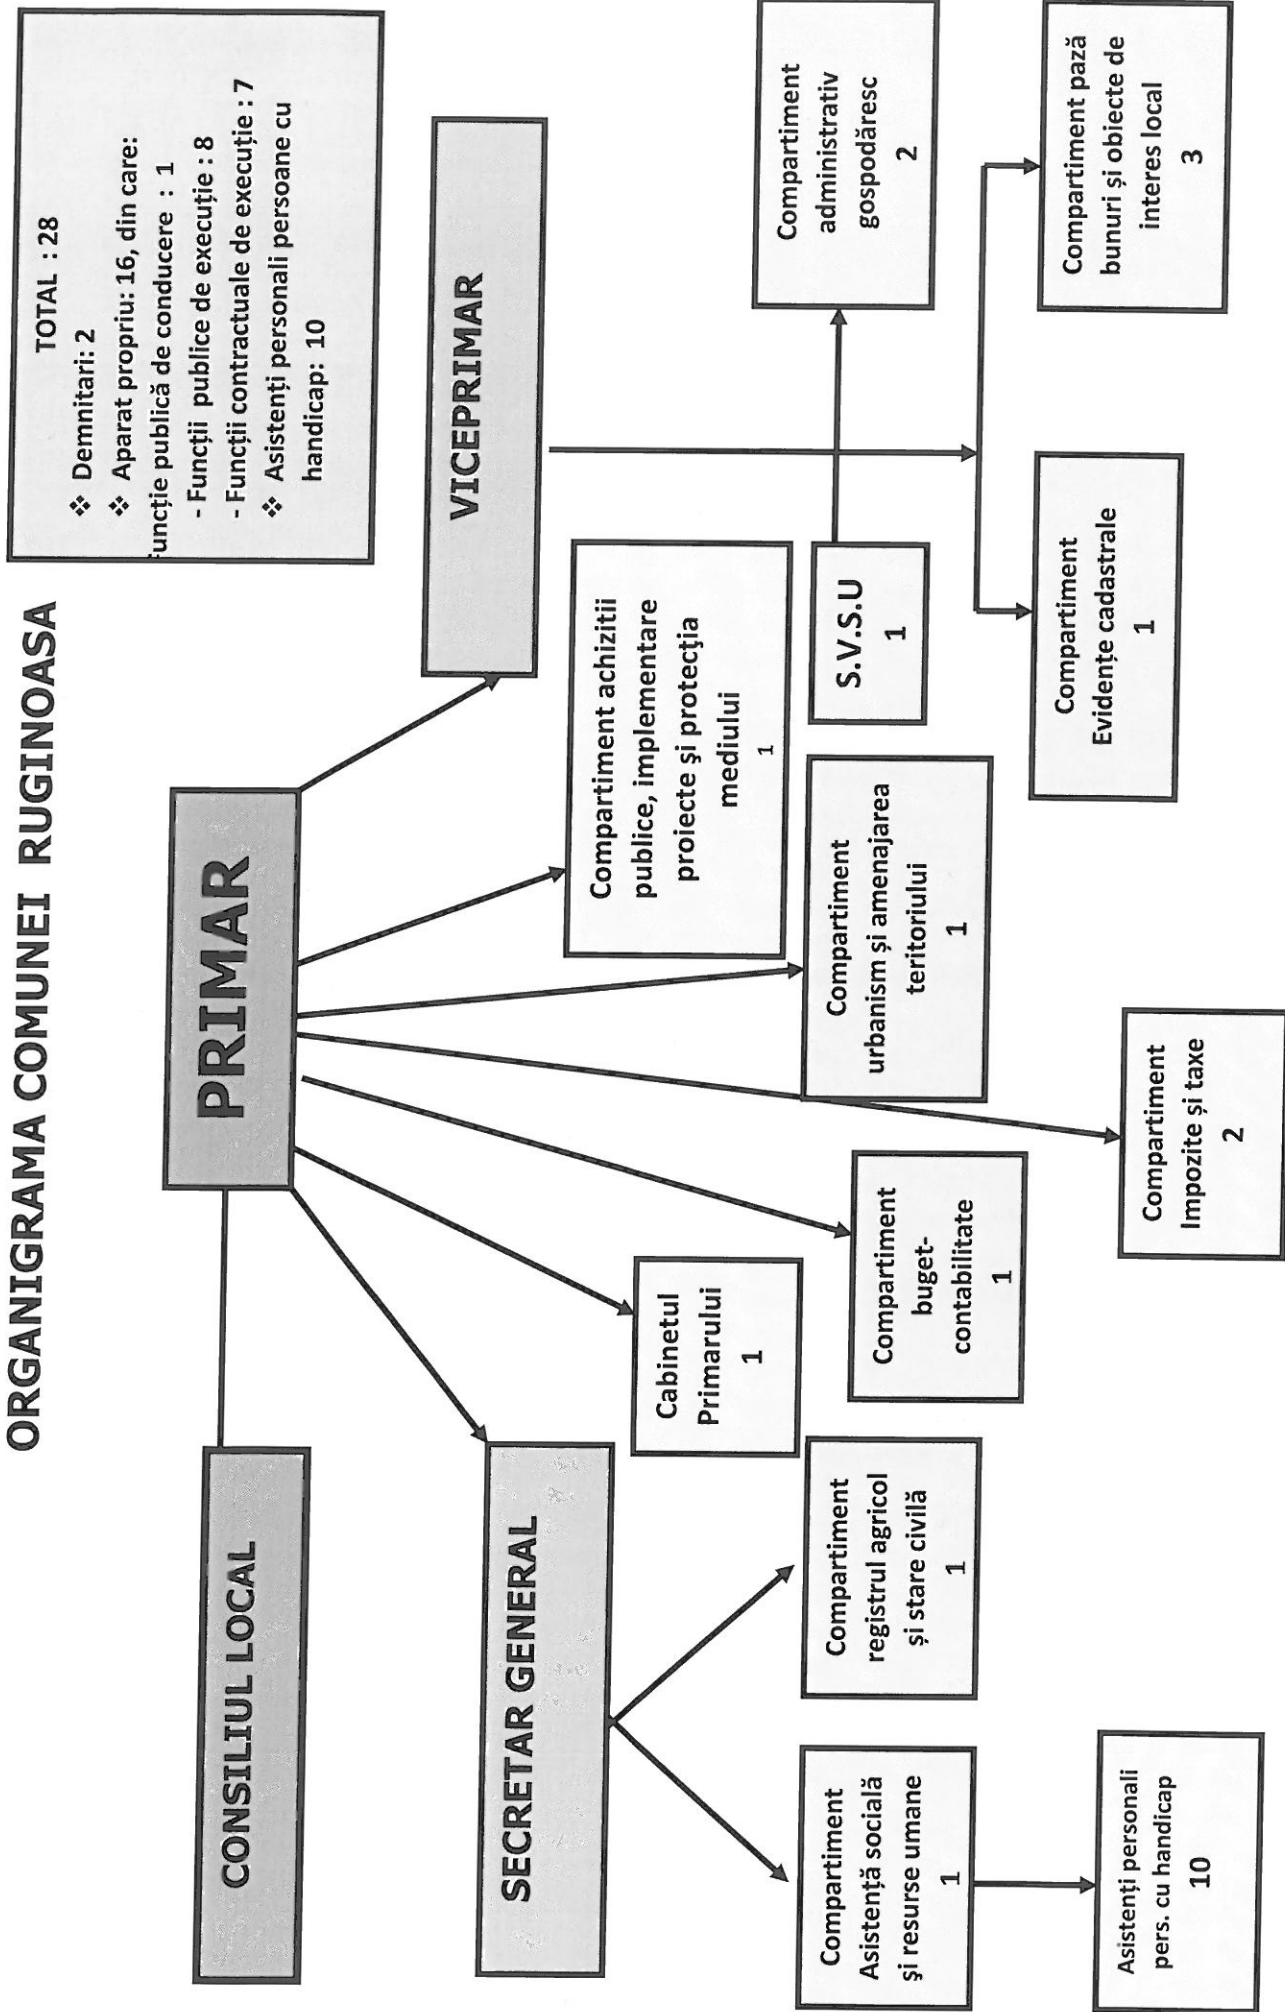 ORGANIGRAMA COMUNEI RUGINOASA
TOTAL : 28
❖ Demnitari: 2
❖ Aparat propriu: 16, din care:
uncție publică de conducere : 1
- Funcții publice de execuție : 8
- Funcții contractuale de execuție : 7
❖ Asistenți personali persoane cu
handicap: 10
CONSILIUL LOCAL
PRIMAR
VICEPRIMAR
SECRETAR GENERAL
Cabinetul
Primarului
1
Compartiment achizitii
publice, implementare
proiecte și protecția
mediului
1
Compartiment
administrativ
gospodăresc
2
Compartiment
Asistență socială
și resurse umane
1
Compartiment
registrul agricol
și stare civilă
1
Compartiment
buget-
contabilitate
1
Compartiment
urbanism și amenajarea
teritoriului
1
S.V.S.U
1
Asistenți personali
pers. cu handicap
10
Compartiment
Impozite și taxe
2
Compartiment
Evidențe cadastrale
1
Compartiment pază
bunuri și obiecte de
interes local
3